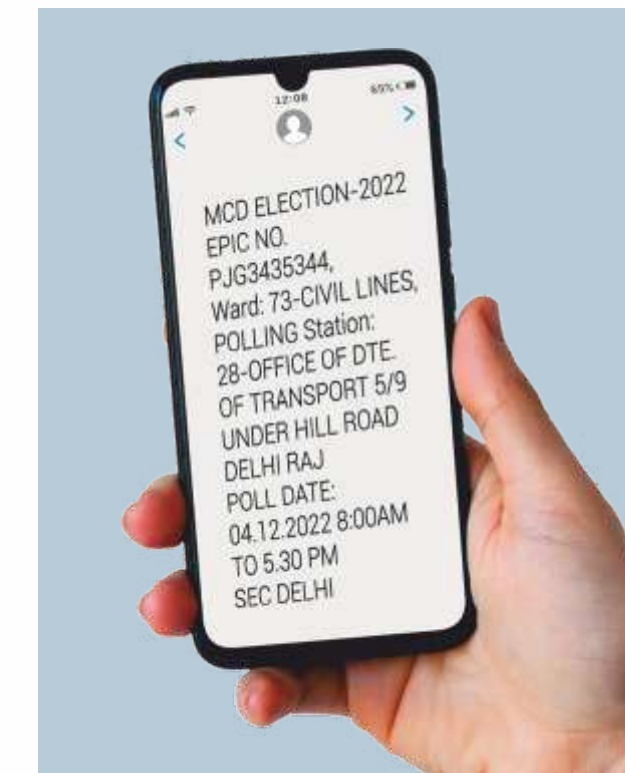 12:08
65%
MCD ELECTION-2022
EPIC NO.
PJG3435344,
Ward: 73-CIVIL LINES,
POLLING Station:
28-OFFICE OF DTE.
OF TRANSPORT 5/9
UNDER HILL ROAD
DELHI RAJ
POLL DATE:
04.12.2022 8:00AM
TO 5.30 PM
SEC DELHI